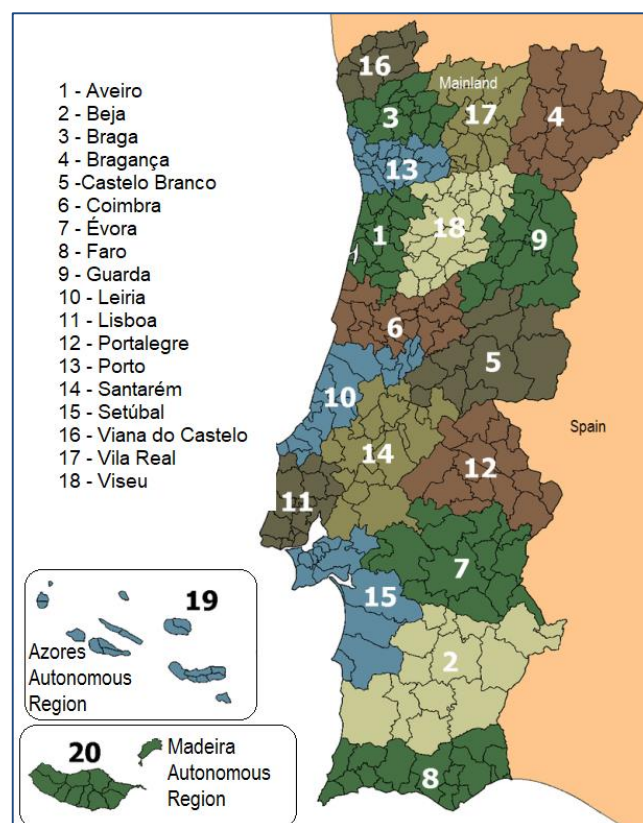 1 - Aveiro
2 - Beja
3 - Braga
4 - Bragança
5 -Castelo Branco
6 - Coimbra
7 - Évora
8 - Faro
9 - Guarda
10 - Leiria
11 - Lisboa
12 - Portalegre
13 - Porto
14 - Santarém
15 - Setúbal
16 - Viana do Castelo
17 - Vila Real
18 - Viseu
16
Mainland
3
17
4
13
1
18
9
6
5
10
Spain
14
12
11
7
15
2
8
19
Azores
Autonomous
Region
20
Madeira
Autonomous
Region